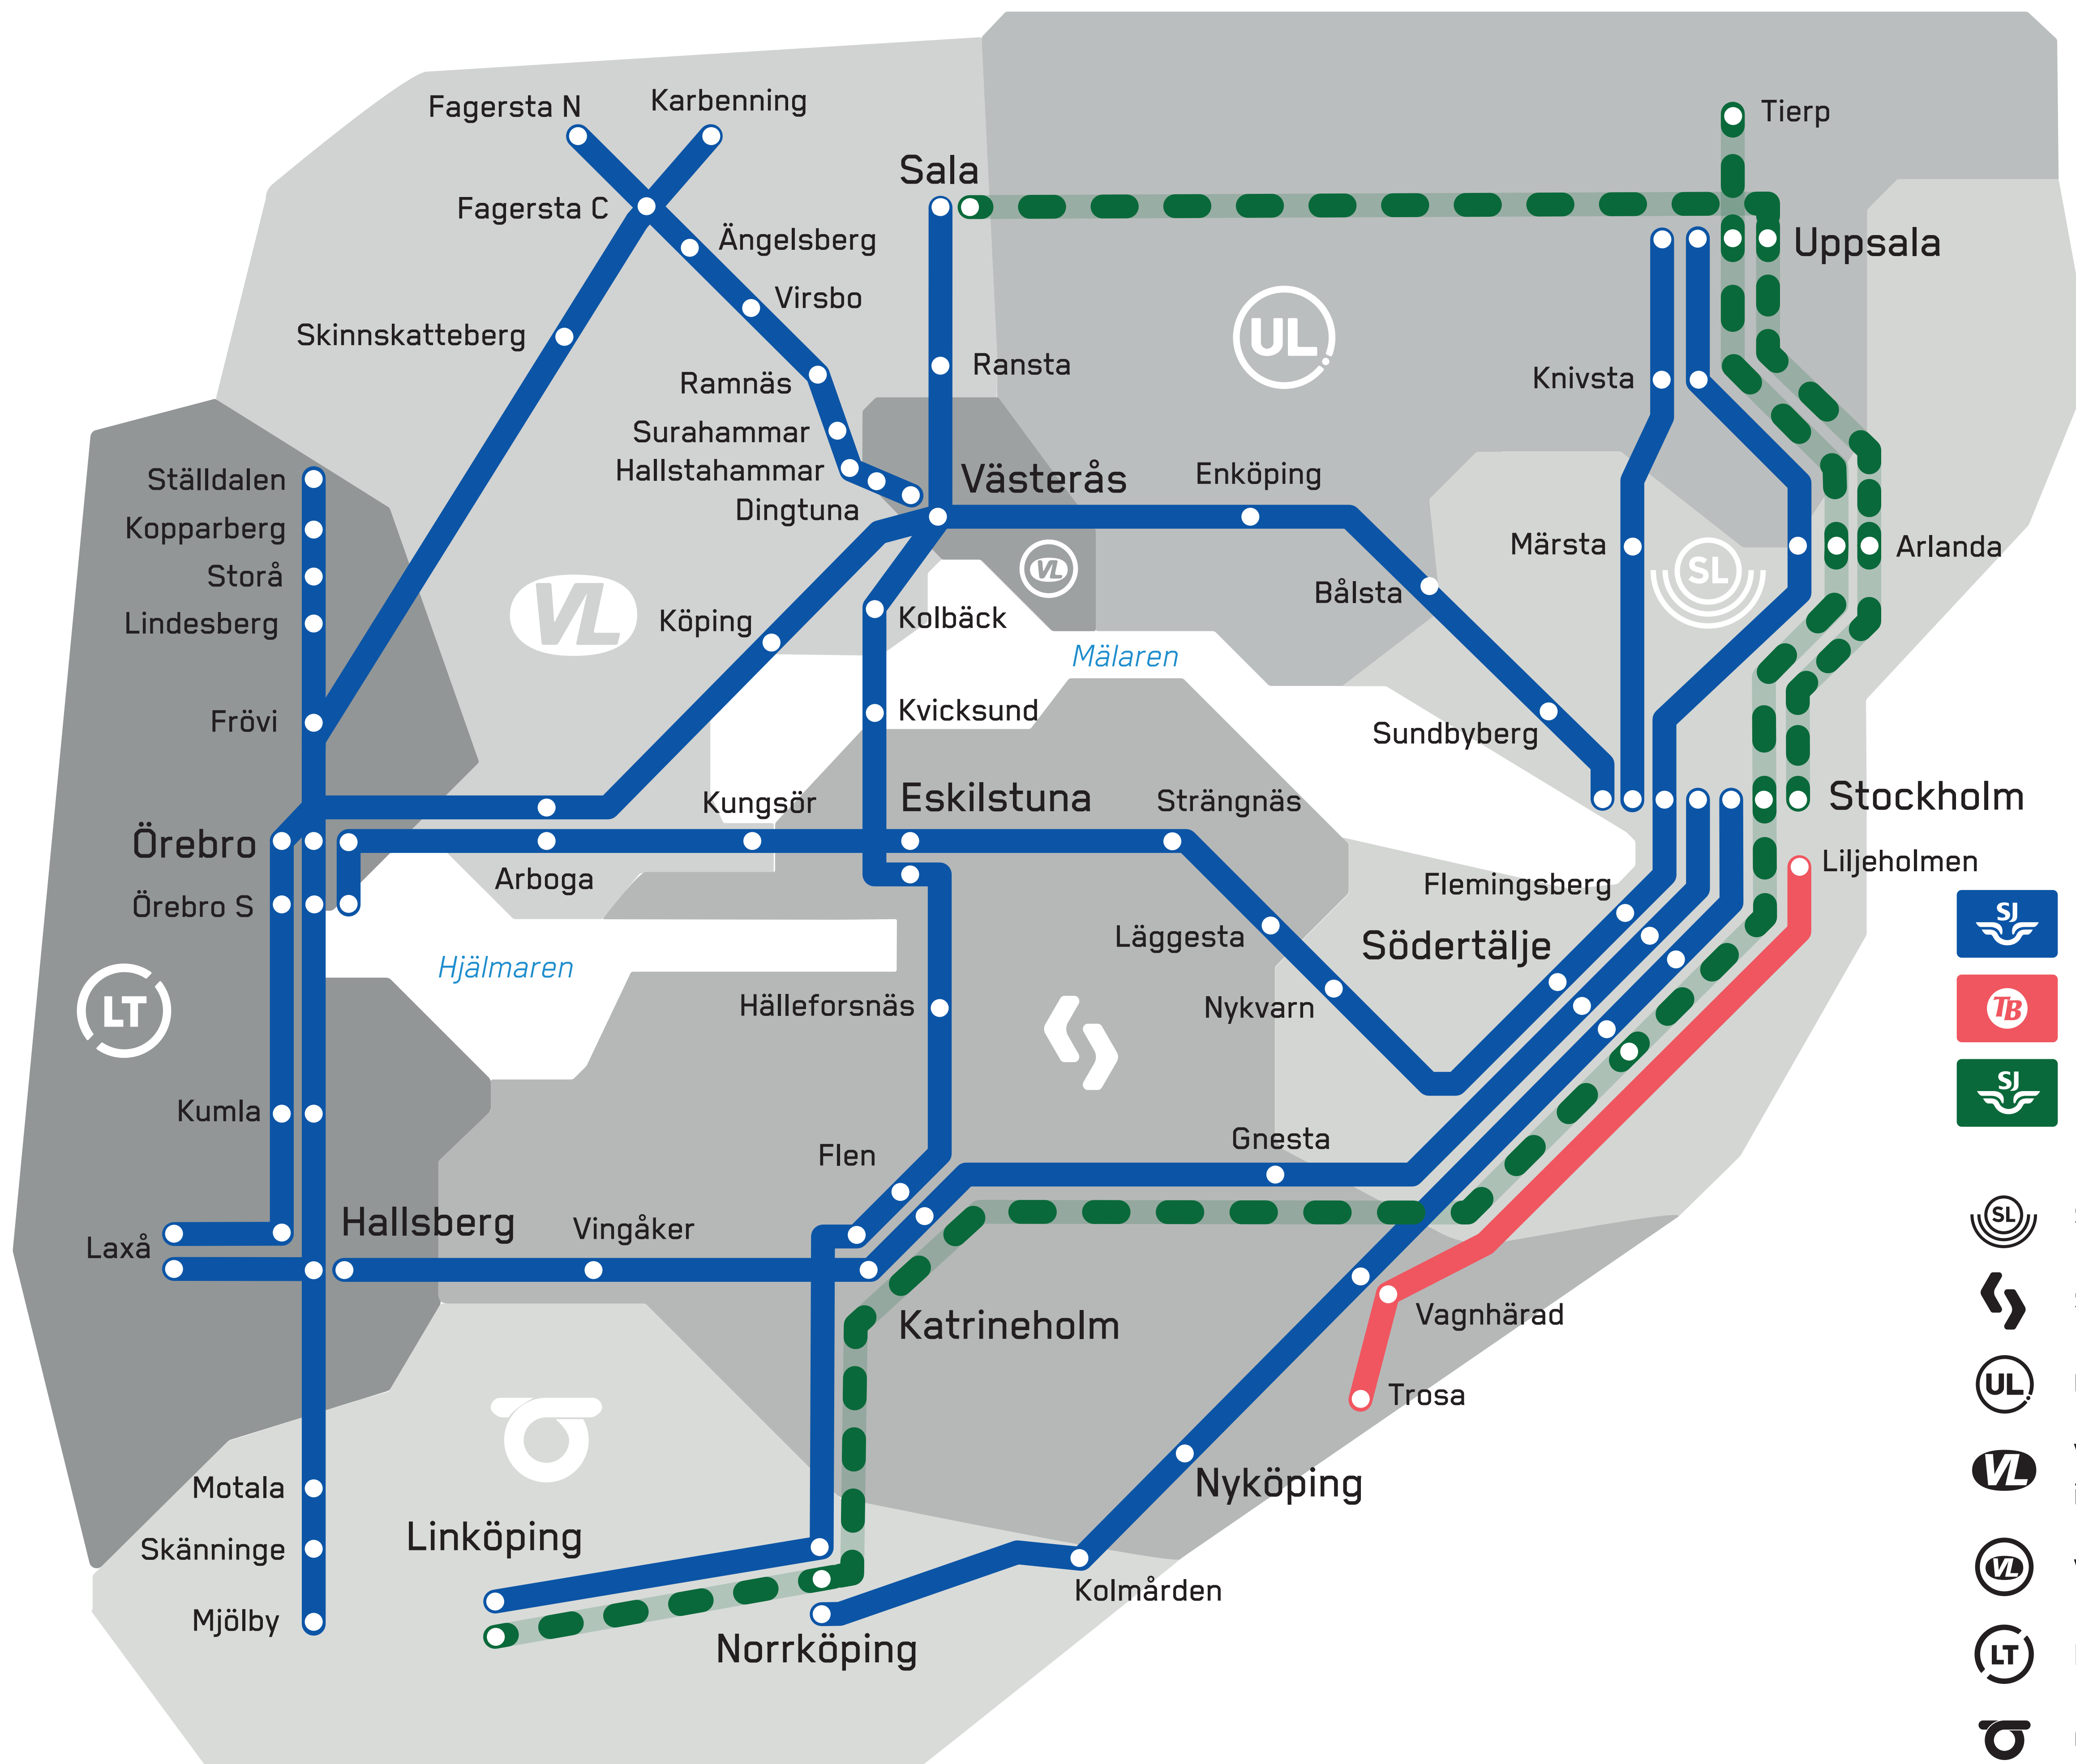 Fagersta N
Karbenning
Tierp
Sala
Fagersta C
Ängelsberg
Uppsala
Virsbo
UL
Skinnskatteberg
Ransta
Knivsta
Ramnäs
Surahammar
Hallstahammar
Västerås
Enköping
Ställdalen
Dingtuna
Kopparberg
Märsta
Arlanda
SL
VL
Storå
Bålsta
VL
Lindesberg
Köping
Kolbäck
Mälaren
Kvicksund
Frövi
Sundbyberg
Kungsör
Eskilstuna
Strängnäs
Stockholm
Örebro
Liljeholmen
Arboga
Flemingsberg
Örebro S
SJ
Läggesta
Södertälje
Hjälmaren
LT
Hälleforsnäs
Nykvarn
TB
SJ
Kumla
Gnesta
Flen
Hallsberg
Vingåker
SL
Laxå
Katrineholm
Vagnhärad
UL
Trosa
Motala
Nyköping
VL
Linköping
Skänninge
VL
Kolmården
Mjölby
Norrköping
LT